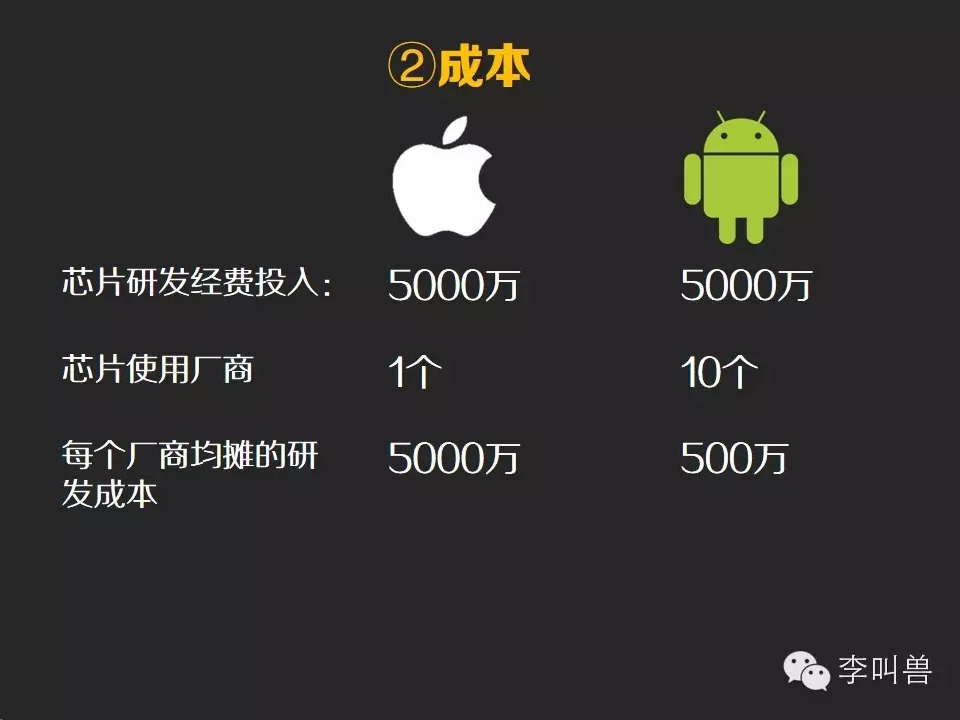 ②成本
芯片研发经费投入： 5000万 5000万
芯片使用厂商 1个 10个
每个厂商均摊的研 5000万 500万
发成本
李叫兽